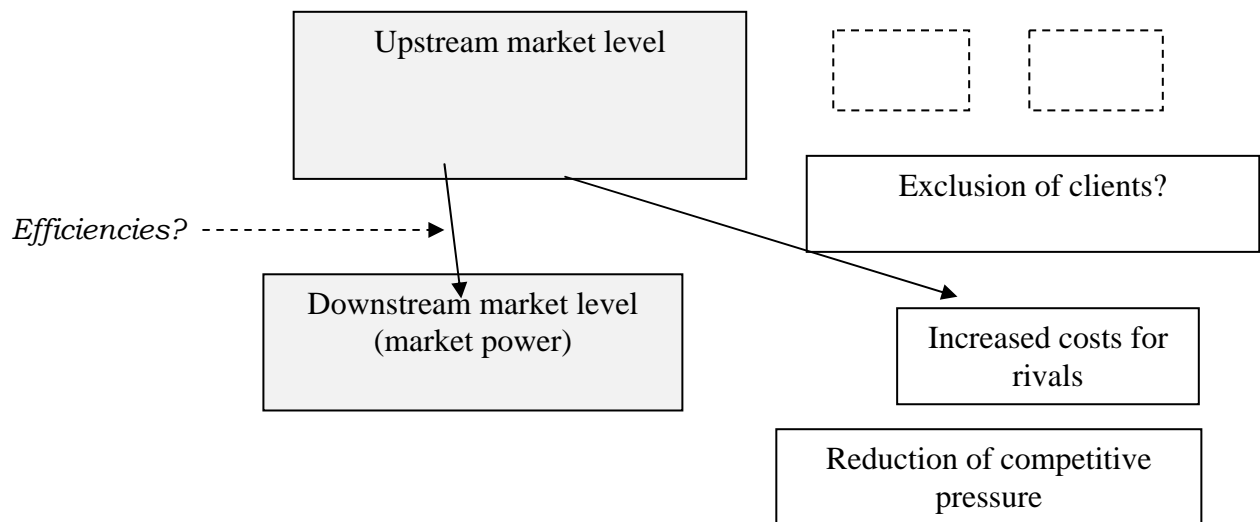 Upstream market level
Exclusion of clients?
Efficiencies?
Downstream market level
(market power)
Increased costs for
rivals
Reduction of competitive
pressure